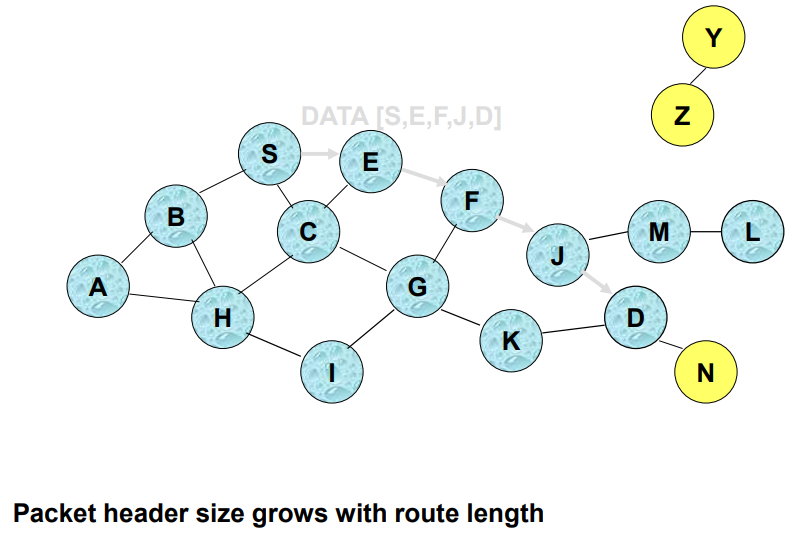 Y
Z
DATA [S,E,F,J,D]
S
E
F
B
C
J
M
L
A
H
G
K
D
I
N
Packet header size grows with route length